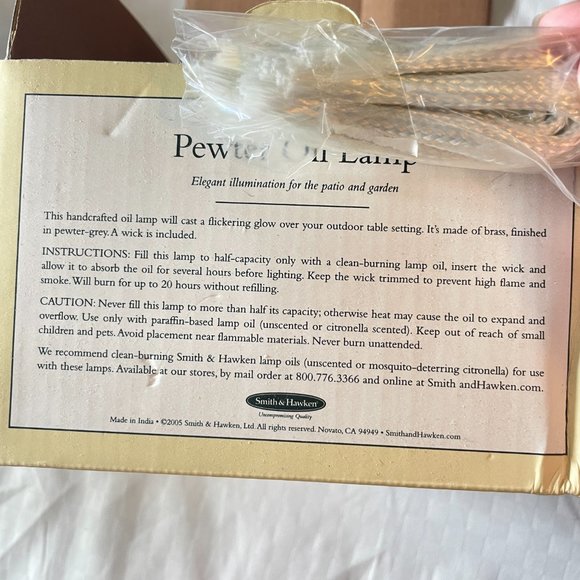 Pewter Oil Lamp
Elegant illumination for the patio and garden
This handcrafted oil lamp will cast a flickering glow over your outdoor table setting. It's made of brass, finished
in pewter-grey. A wick is included.
INSTRUCTIONS: Fill this lamp to half-capacity only with a clean-burning lamp oil, insert the wick and
allow it to absorb the oil for several hours before lighting. Keep the wick trimmed to prevent high flame and
smoke. Will burn for up to 20 hours without refilling.
CAUTION: Never fill this lamp to more than half its capacity; otherwise heat may cause the oil to expand and
overflow. Use only with paraffin-based lamp oil (unscented or citronella scented). Keep out of reach of small
children and pets. Avoid placement near flammable materials. Never burn unattended.
We recommend clean-burning Smith & Hawken lamp oils (unscented or mosquito-deterring citronella) for use
with these lamps. Available at our stores, by mail order at 800.776.3366 and online at Smith andHawken.com.
Smith & Hawken
Uncompromising Quality
Made in India • ©2005 Smith & Hawken, Ltd. All rights reserved. Novato, CA 94949 • SmithandHawken.com